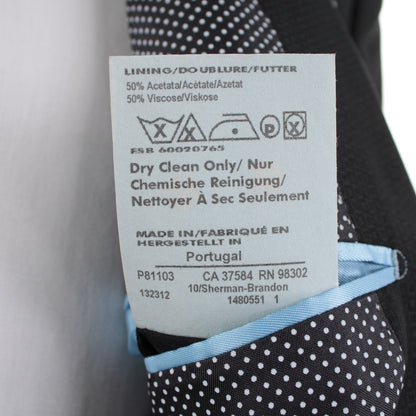 LINING/DOUBLURE/FUTTER
50% Acetata/Acétate/Azetat
50% Viscose/Viskose
ESB 60020765
Dry Clean Only/ Nur
Chemische Reinigung/
Nettoyer À Sec Seulement
MADE IN/FABRIQUÉ EN
HERGESTELLT IN
Portugal
P81103 CA 37584 RN 98302
132312 10/Sherman-Brandon
1480551 1